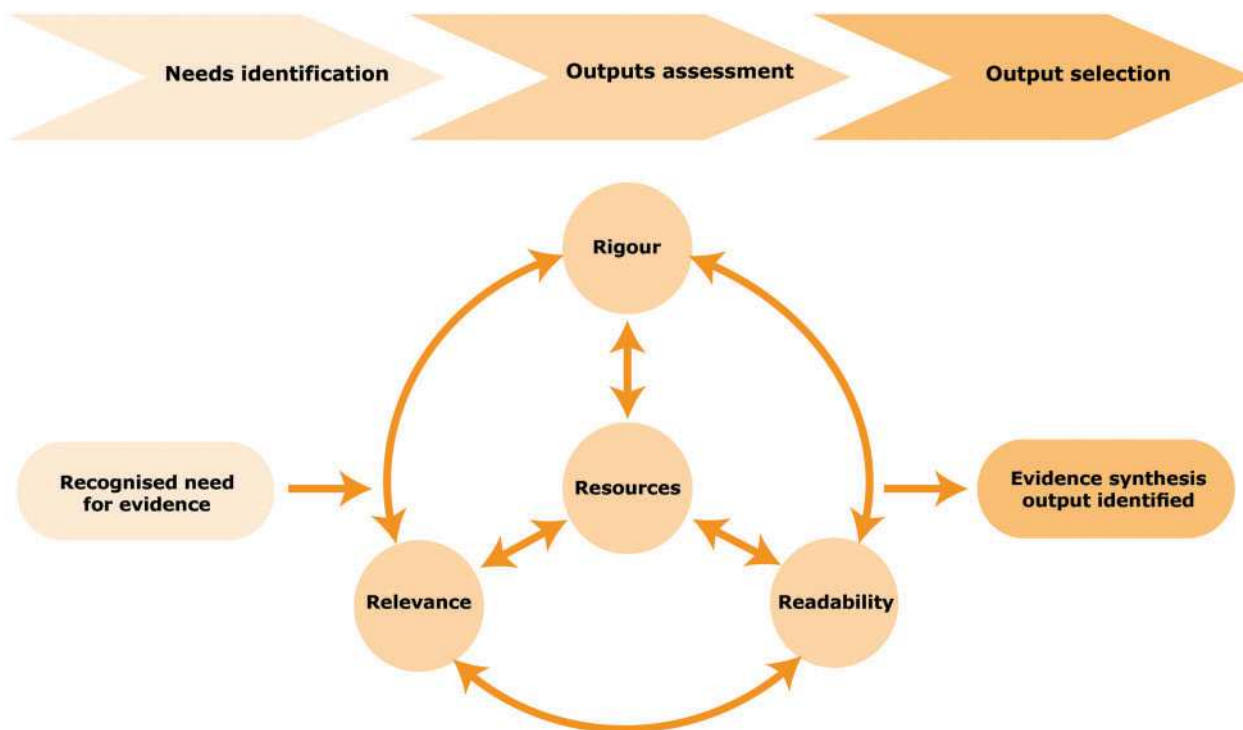 Needs identification
Outputs assessment
Output selection
Rigour
Recognised need
for evidence
Resources
Evidence synthesis
output identified
Relevance
Readability